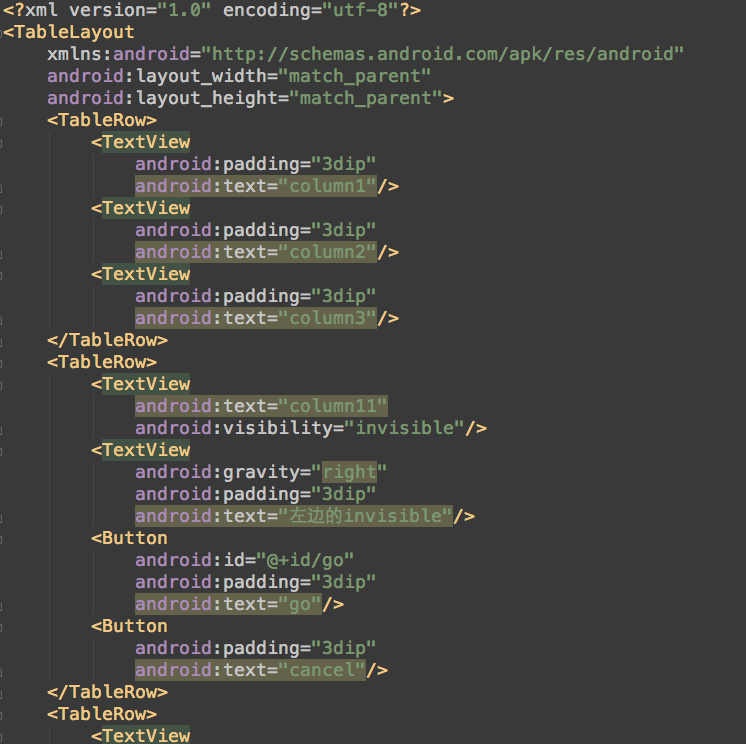 <?xml version="1.0" encoding="utf-8"?>
<TableLayout
xmlns:android="http://schemas.android.com/apk/res/android"
android:layout_width="match_parent"
android:layout_height="match_parent">
<TableRow>
<TextView
android:padding="3dip"
android:text="column1"/>
<TextView
android:padding="3dip"
android:text="column2"/>
<TextView
android:padding="3dip"
android:text="column3"/>
</TableRow>
<TableRow>
<TextView
android:text="column11"
android:visibility="invisible"/>
<TextView
android:gravity="right"
android:padding="3dip"
android:text="左边的invisible"/>
<Button
android:id="@+id/go"
android:padding="3dip"
android:text="go"/>
<Button
android:padding="3dip"
android:text="cancel"/>
</TableRow>
<TableRow>
<TextView